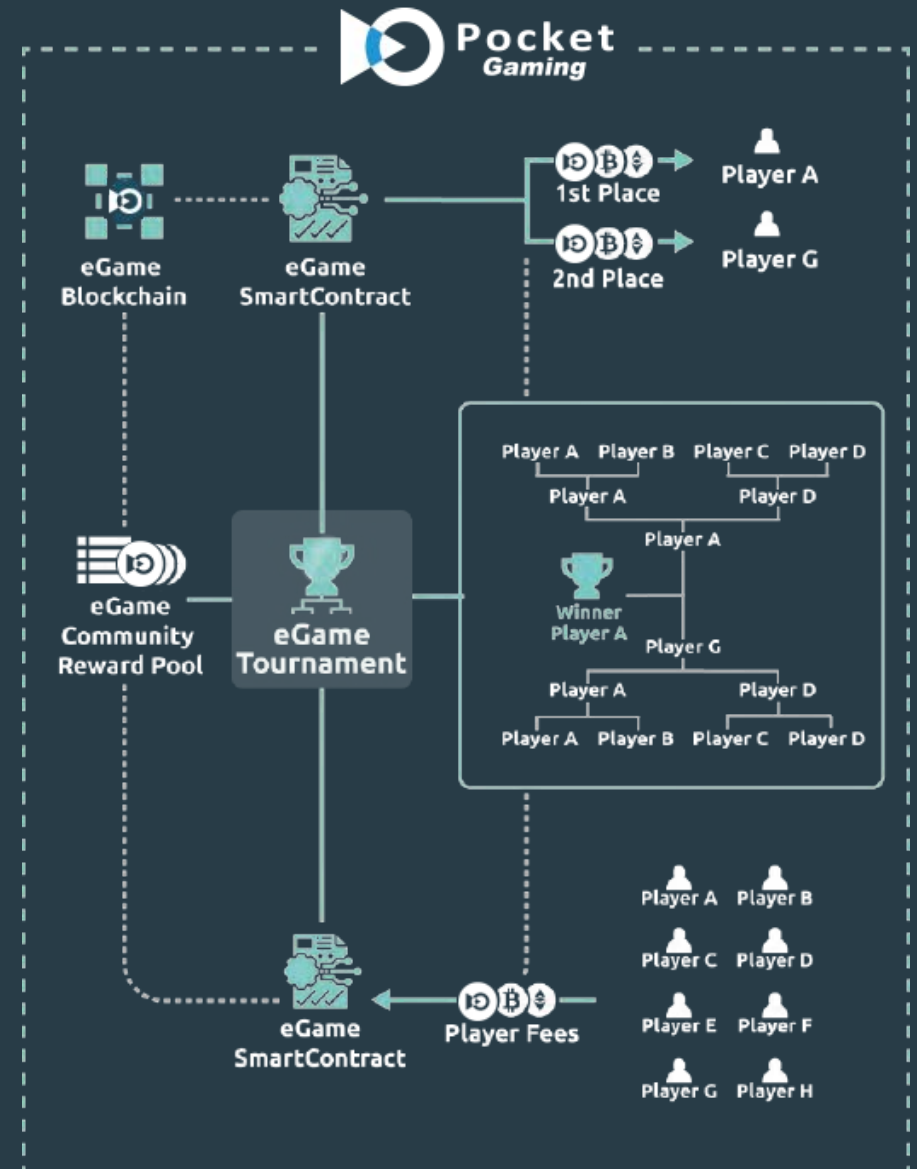 Pocket
Gaming
1st Place
Player A
2nd Place
Player G
eGame
Blockchain
eGame
SmartContract
Player A Player B Player C Player D
Player A Player D
Player A
Winner
Player A
Player G
Player A Player D
Player A Player B Player C Player D
eGame
Community
Reward Pool
eGame
Tournament
Player A Player B
Player C Player D
Player E Player F
Player G Player H
Player Fees
eGame
SmartContract